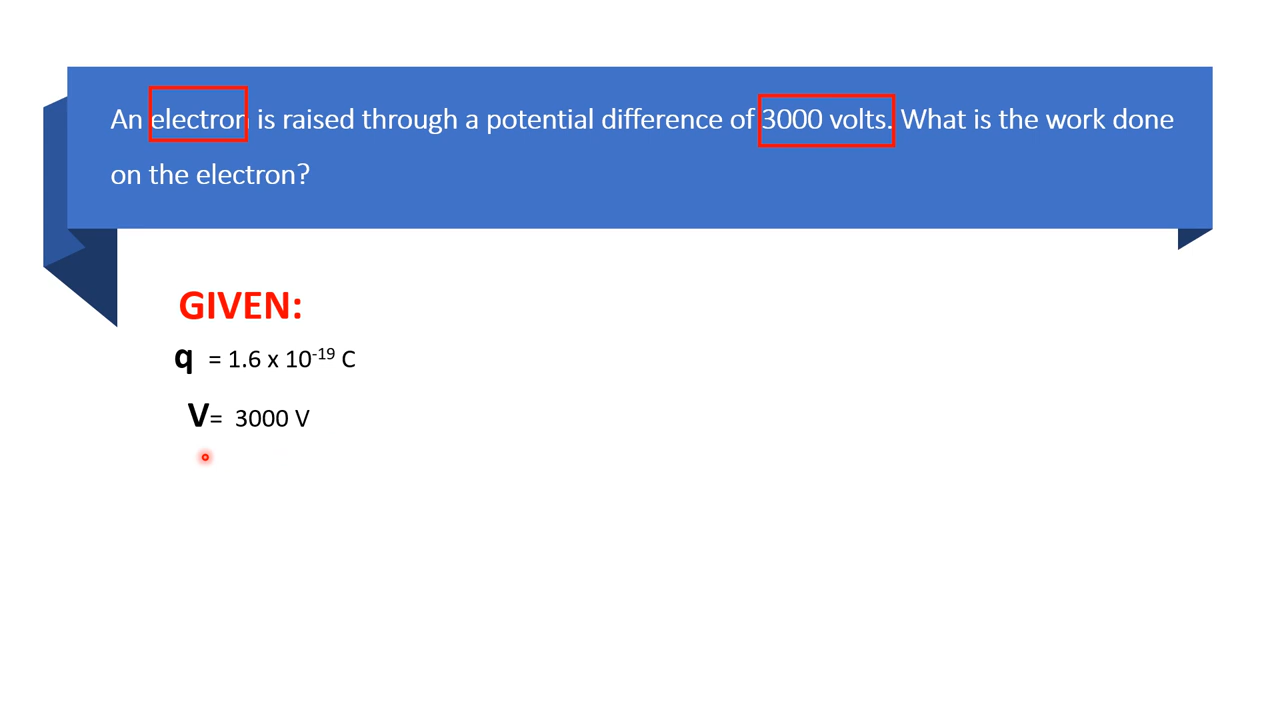 An electron is raised through a potential difference of 3000 volts. What is the work done
on the electron?
GIVEN:
q = 1.6 x 10⁻¹⁹ C
V= 3000 V